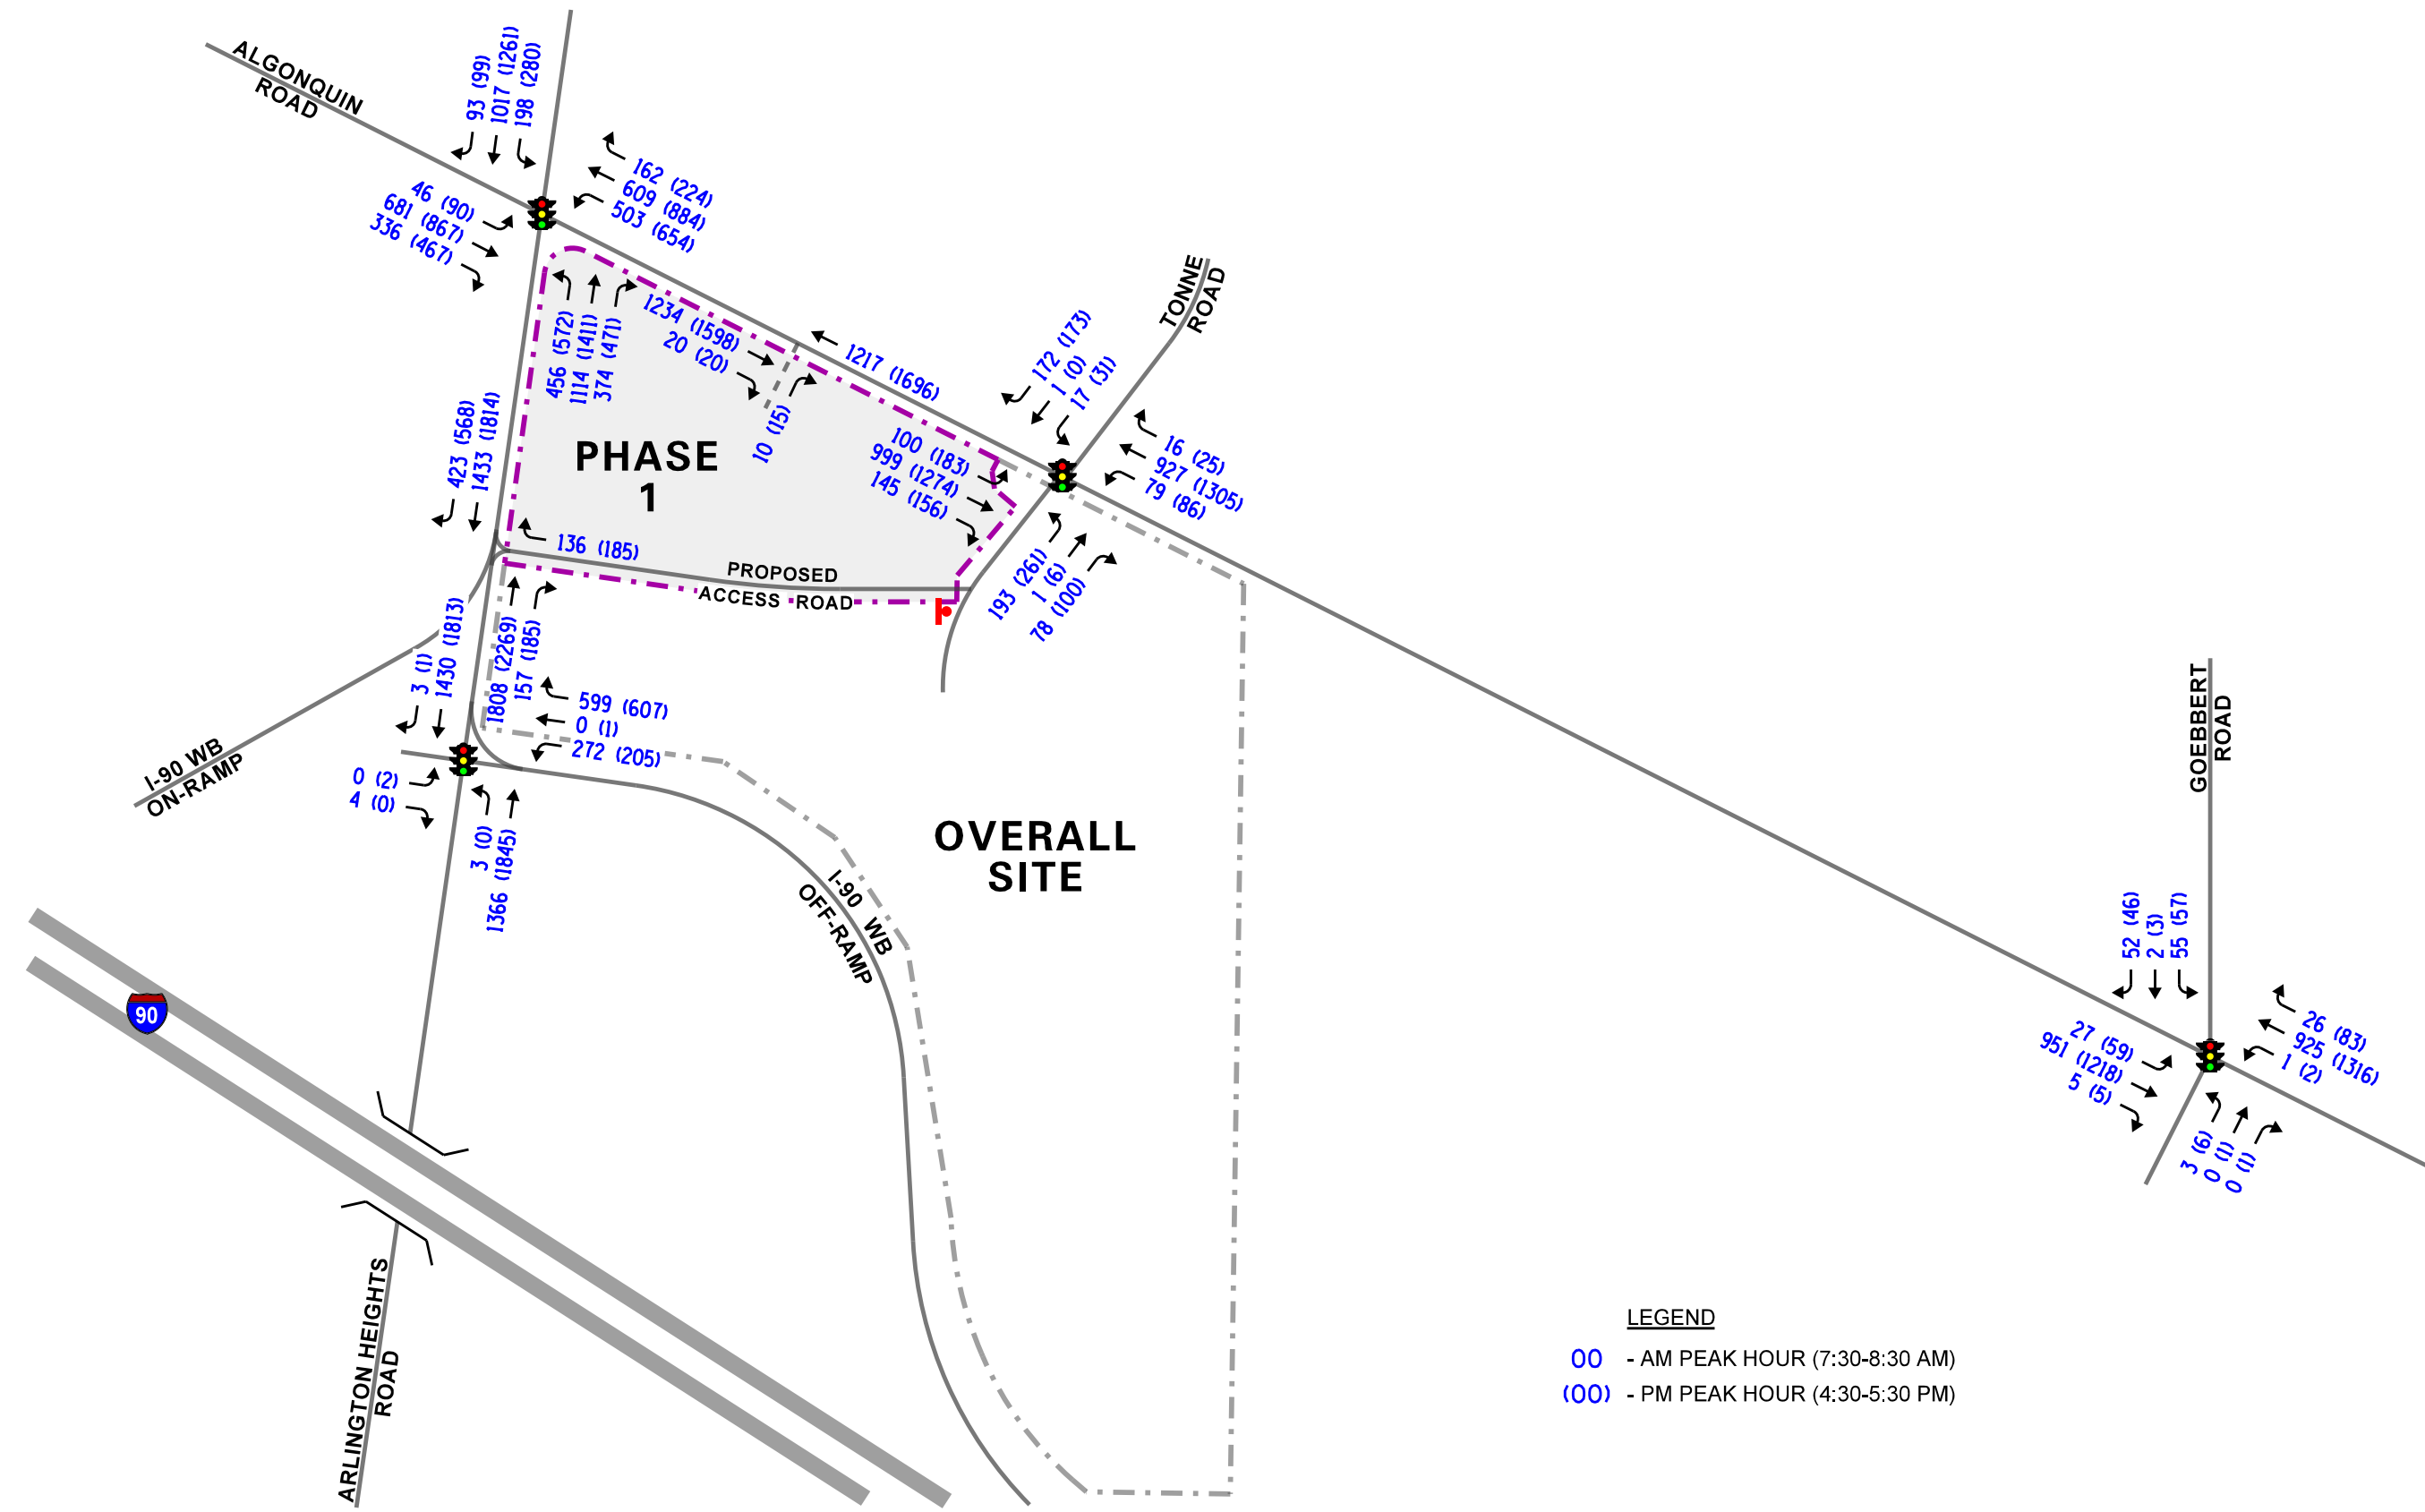 ALGONQUIN
ROAD
93 (99)
1017 (1261)
198 (280)
162 (224)
609 (884)
503 (654)
46 (90)
681 (867)
336 (467)
456 (572)
1114 (1411)
374 (471)
1234 (1598)
20 (20)
10 (15)
1217 (1696)
TONNE
ROAD
172 (173)
1 (0)
17 (31)
16 (25)
927 (1305)
79 (86)
100 (183)
999 (1274)
145 (156)
193 (261)
1 (6)
78 (100)
PHASE
1
423 (568)
1433 (1814)
136 (185)
PROPOSED
ACCESS ROAD
1808 (2269)
157 (185)
3 (1)
1430 (1813)
599 (607)
0 (1)
272 (205)
0 (2)
4 (0)
3 (0)
1366 (1845)
I-90 WB
ON-RAMP
I-90 WB
OFF-RAMP
OVERALL
SITE
GOEBBERT
ROAD
52 (46)
2 (3)
55 (57)
26 (83)
925 (1316)
1 (2)
27 (59)
951 (1218)
5 (5)
3 (6)
0 (1)
0 (1)
90
ARLINGTON HEIGHTS
ROAD
LEGEND
00 - AM PEAK HOUR (7:30-8:30 AM)
(00) - PM PEAK HOUR (4:30-5:30 PM)